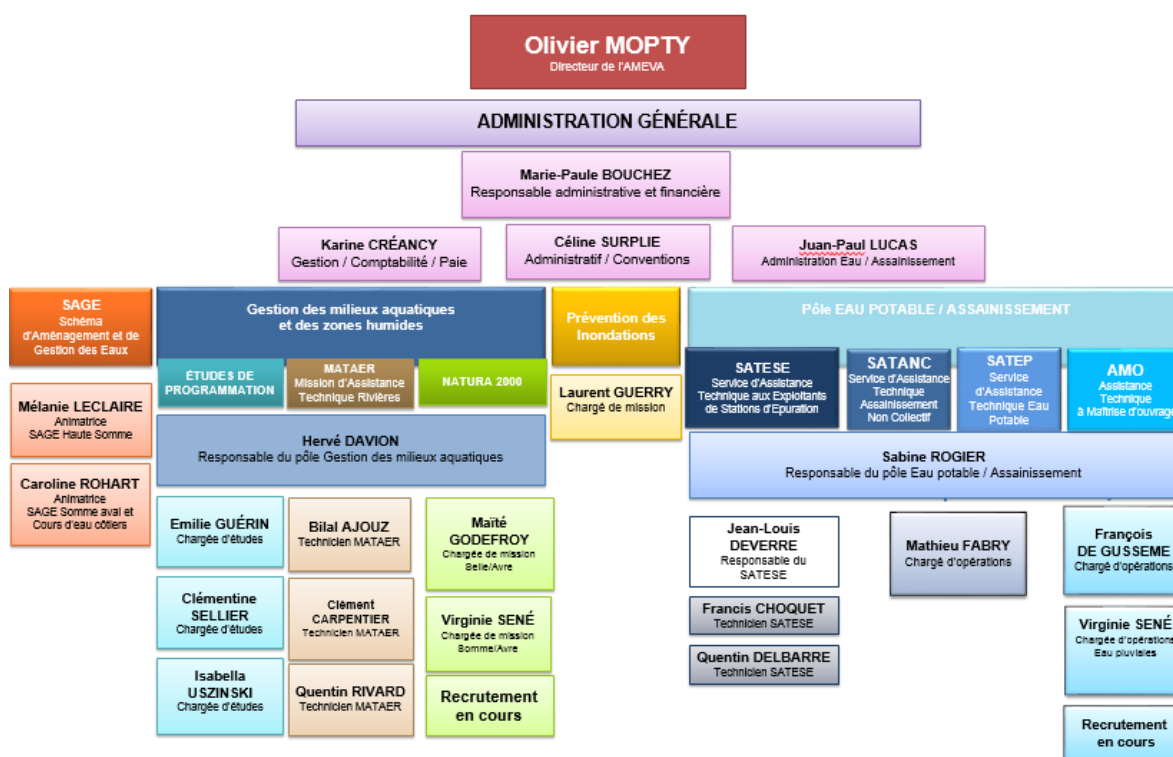 Olivier MOPTY
Directeur de l'AMEVA
ADMINISTRATION GÉNÉRALE
Marie-Paule BOUCHEZ
Responsable administrative et financière
Karine CRÉANCY
Gestion / Comptabilité / Paie
Céline SURPLIE
Administratif / Conventions
Juan-Paul LUCAS
Administration Eau / Assainissement
SAGE
Schéma
d'Aménagement et de
Gestion des Eaux
Gestion des milieux aquatiques
et des zones humides
Prévention des
Inondations
Pôle EAU POTABLE / ASSAINISSEMENT
ÉTUDES DE
PROGRAMMATION
MATAER
Mission d'Assistance
Technique Rivières
NATURA 2000
SATESE
Service d'Assistance
Technique aux Exploitants
de Stations d'Epuration
SATANC
Service d'Assistance
Technique
Assainissement
Non Collectif
SATEP
Service
d'Assistance
Technique Eau
Potable
AMO
Assistance
Technique
à Maîtrise d'ouvrage
Mélanie LECLAIRE
Animatrice
SAGE Haute Somme
Caroline ROHART
Animatrice
SAGE Somme aval et
Cours d'eau côtiers
Laurent GUERRY
Chargé de mission
Hervé DAVION
Responsable du pôle Gestion des milieux aquatiques
Sabine ROGIER
Responsable du pôle Eau potable / Assainissement
Emilie GUÉRIN
Chargée d'études
Clémentine
SELLIER
Chargée d'études
Isabella
USZINSKI
Chargée d'études
Bilal AJOUZ
Technicien MATAER
Clément
CARPENTIER
Technicien MATAER
Quentin RIVARD
Technicien MATAER
Maïté
GODEFROY
Chargée de mission
Selle/Avre
Virginie SENÉ
Chargée de mission
Somme/Avre
Recrutement
en cours
Jean-Louis
DEVERRE
Responsable du
SATESE
Francis CHOQUET
Technicien SATESE
Quentin DELBARRE
Technicien SATESE
Mathieu FABRY
Chargé d'opérations
François
DE GUSSEME
Chargé d'opérations
Virginie SENÉ
Chargée d'opérations
Eau pluviales
Recrutement
en cours